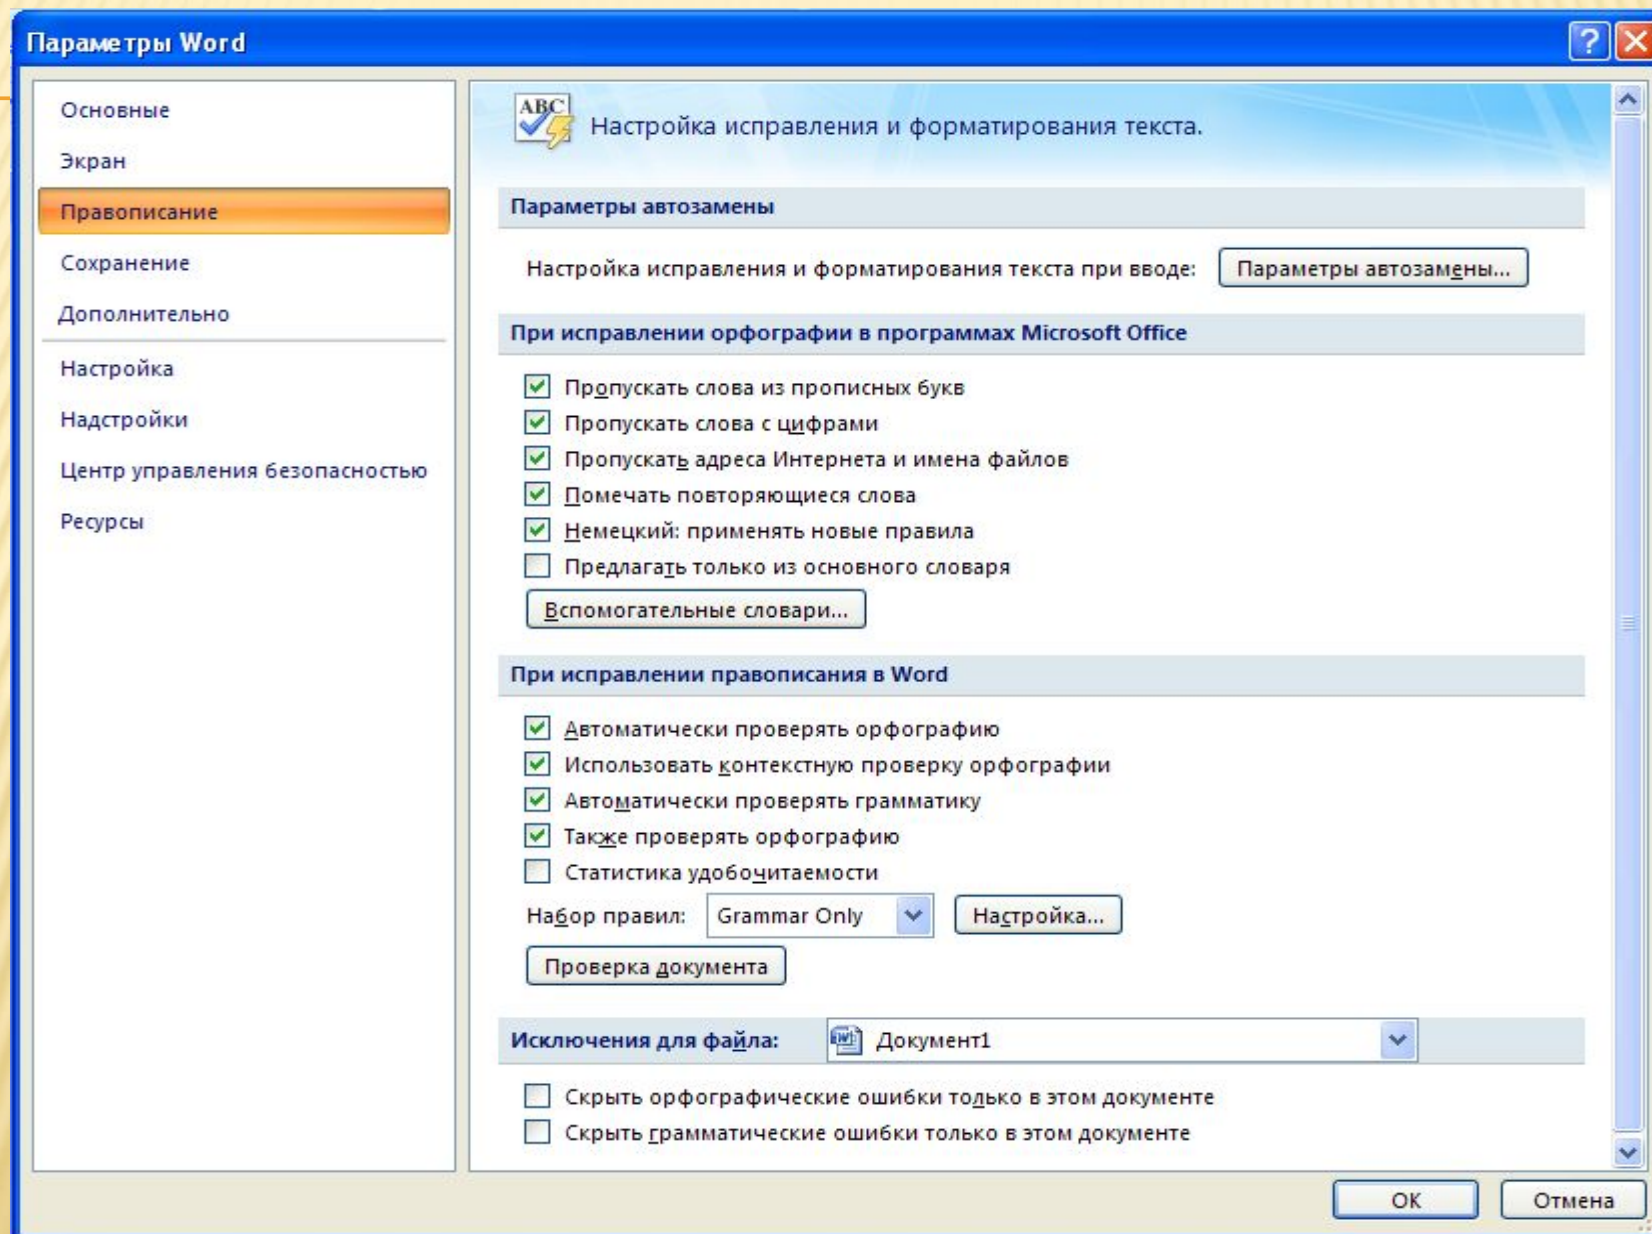 Параметры Word
Основные
Экран
Правописание
Сохранение
Дополнительно
Настройка
Надстройки
Центр управления безопасностью
Ресурсы
ABC
Настройка исправления и форматирования текста.
Параметры автозамены
Настройка исправления и форматирования текста при вводе: Параметры автозамены...
При исправлении орфографии в программах Microsoft Office
Пропускать слова из прописных букв
Пропускать слова с цифрами
Пропускать адреса Интернета и имена файлов
Помечать повторяющиеся слова
Немецкий: применять новые правила
Предлагать только из основного словаря
Вспомогательные словари...
При исправлении правописания в Word
Автоматически проверять орфографию
Использовать контекстную проверку орфографии
Автоматически проверять грамматику
Также проверять орфографию
Статистика удобочитаемости
Набор правил: Grammar Only Настройка...
Проверка документа
Исключения для файла: Документ1
Скрыть орфографические ошибки только в этом документе
Скрыть грамматические ошибки только в этом документе
ОК Отмена